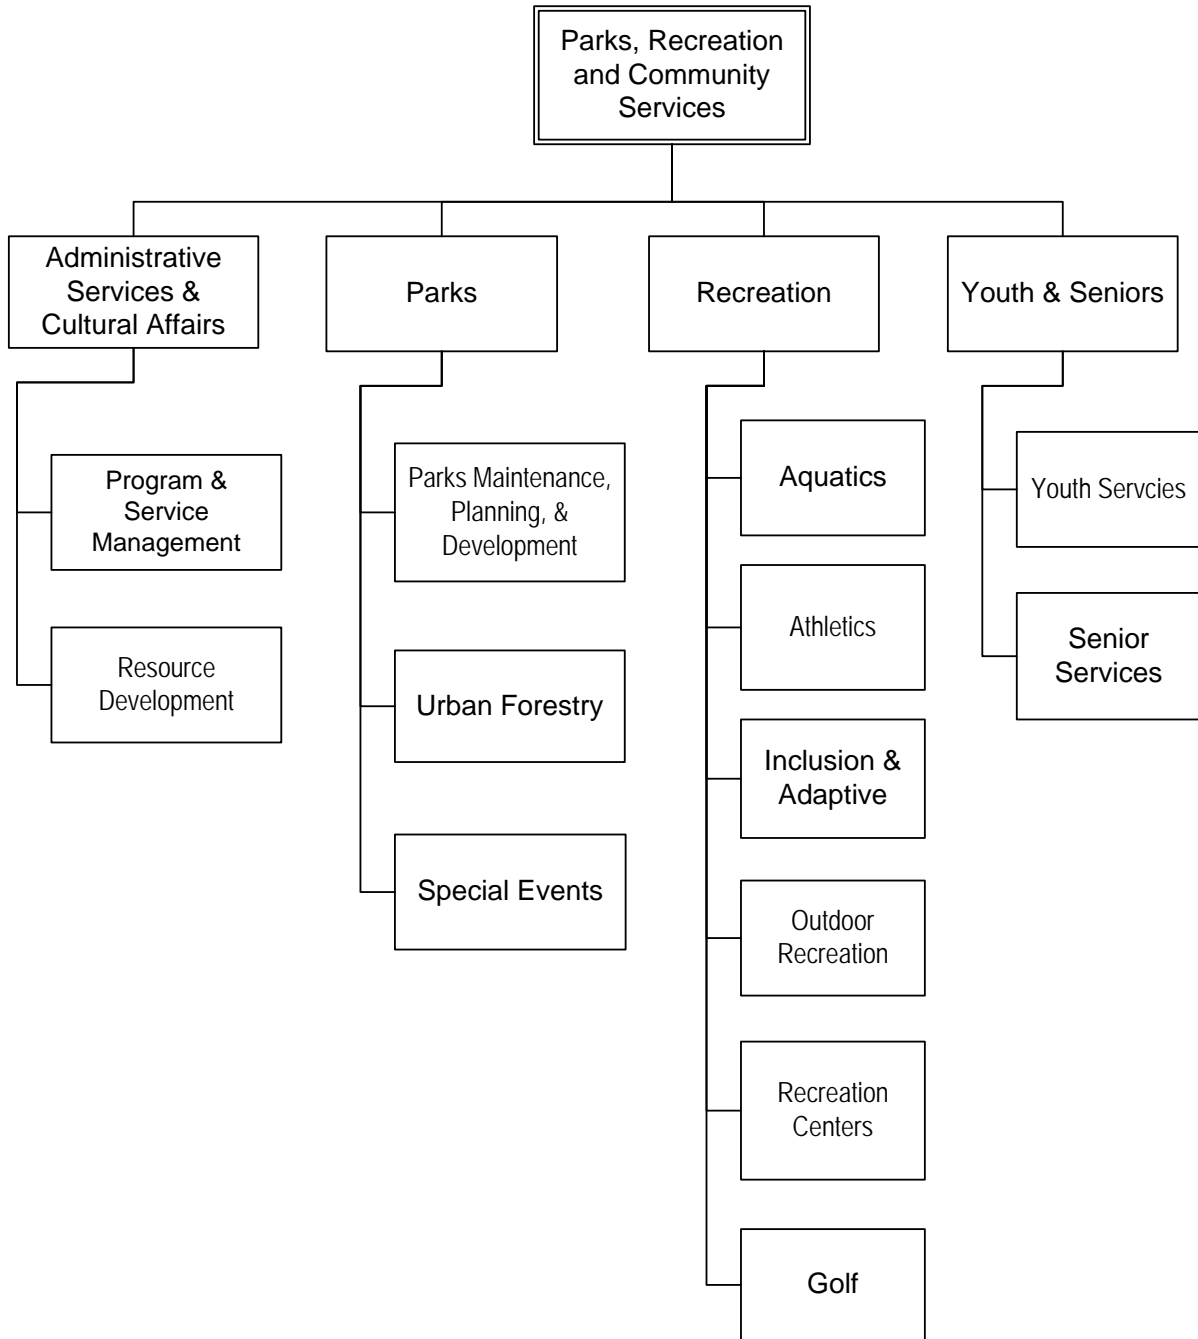 Parks, Recreation
and Community
Services
Administrative
Services &
Cultural Affairs
Parks
Recreation
Youth & Seniors
Program &
Service
Management
Resource
Development
Parks Maintenance,
Planning, &
Development
Urban Forestry
Special Events
Aquatics
Athletics
Inclusion &
Adaptive
Outdoor
Recreation
Recreation
Centers
Golf
Youth Servcies
Senior
Services